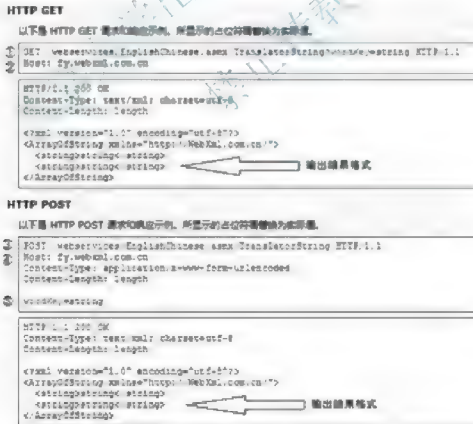 HTTP GET
以下是 HTTP GET 请求和响应示例。所显示的占位符需替换为实际值。
① GET /webservices/EnglishChinese.asmx/TranslatorString?wordKey=string HTTP/1.1
② Host: fy.webxml.com.cn
HTTP/1.1 200 OK
Content-Type: text/xml; charset=utf-8
Content-Length: length
<?xml version="1.0" encoding="utf-8"?>
<ArrayOfString xmlns="http://WebXml.com.cn/">
<string>string</string>
<string>string</string> 输出结果格式
</ArrayOfString>
HTTP POST
以下是 HTTP POST 请求和响应示例。所显示的占位符需替换为实际值。
① POST /webservices/EnglishChinese.asmx/TranslatorString HTTP/1.1
② Host: fy.webxml.com.cn
Content-Type: application/x-www-form-urlencoded
Content-Length: length
③ wordKey=string
HTTP/1.1 200 OK
Content-Type: text/xml; charset=utf-8
Content-Length: length
<?xml version="1.0" encoding="utf-8"?>
<ArrayOfString xmlns="http://WebXml.com.cn/">
<string>string</string>
<string>string</string> 输出结果格式
</ArrayOfString>